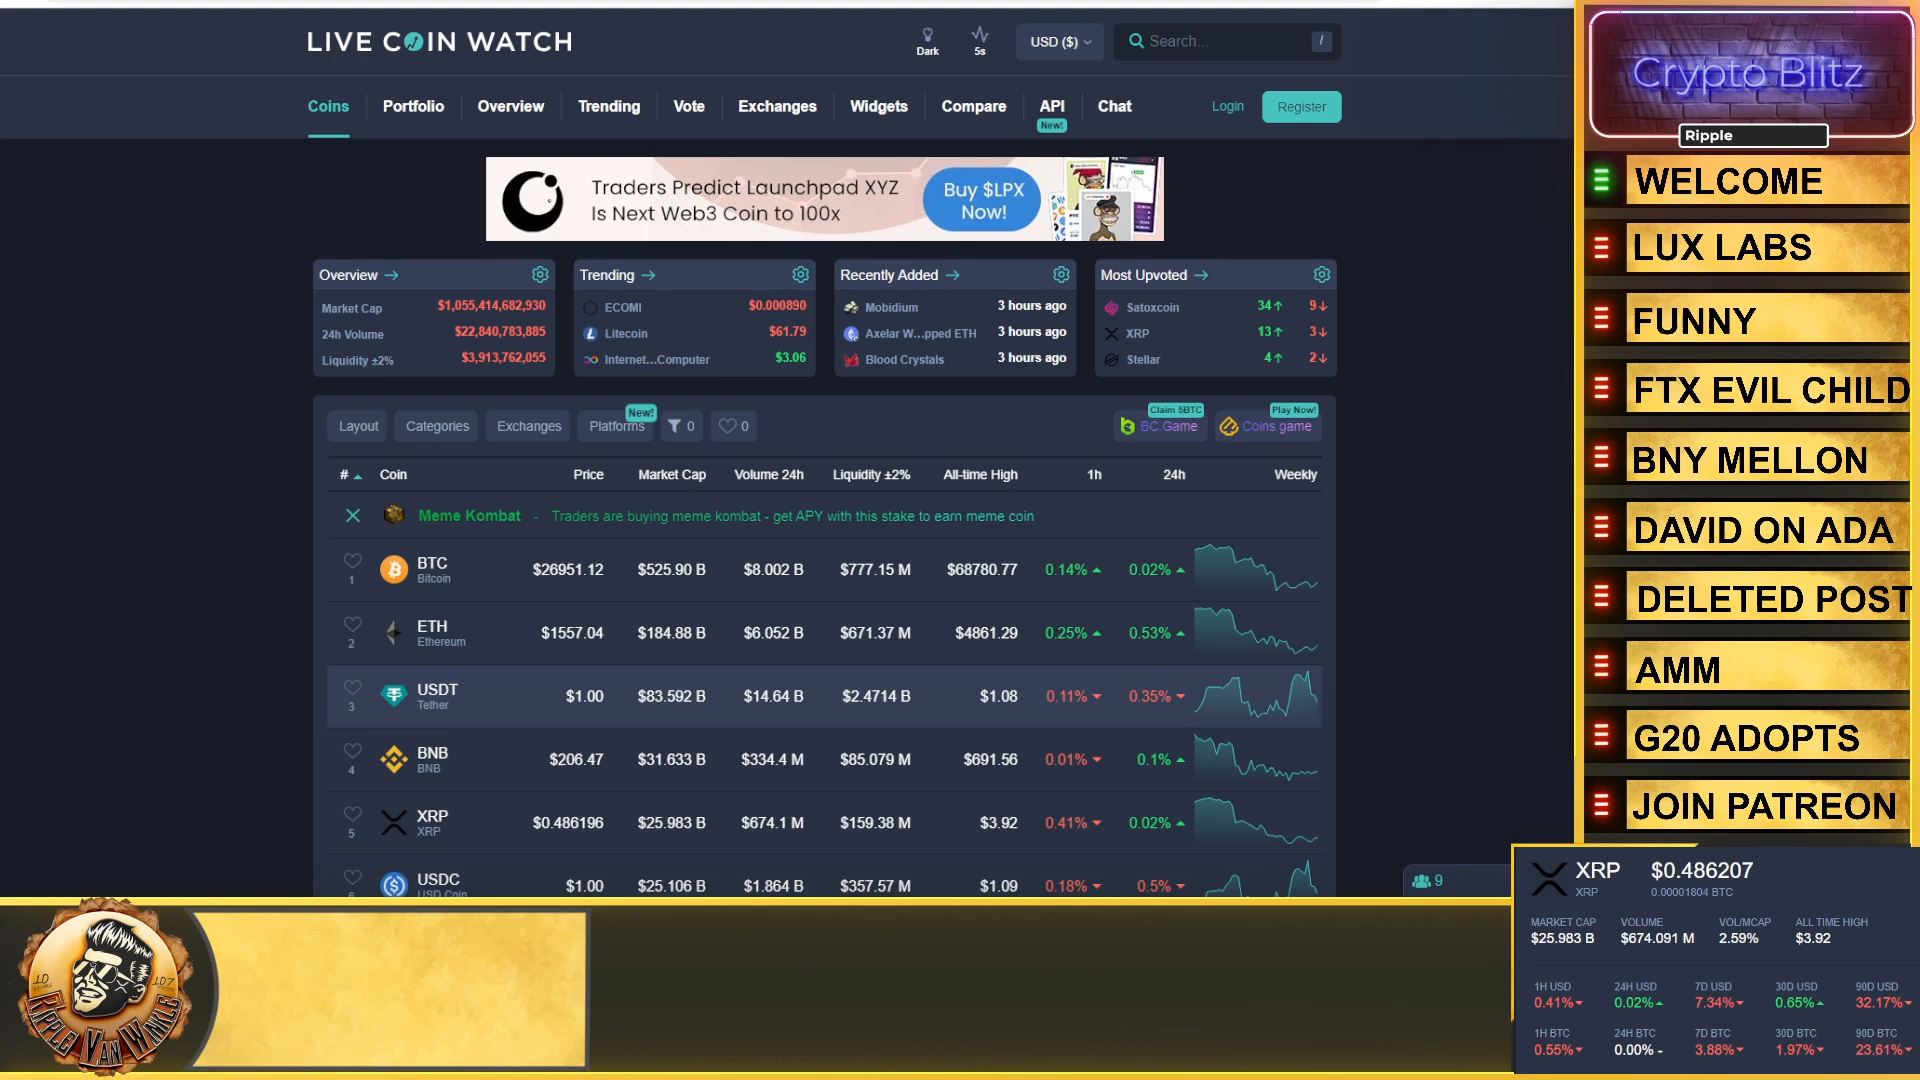 LIVE COIN WATCH
Dark
5s
USD ($)
Search...
/
Coins
Portfolio
Overview
Trending
Vote
Exchanges
Widgets
Compare
API
New!
Chat
Login
Register
Traders Predict Launchpad XYZ
Is Next Web3 Coin to 100x
Buy $LPX
Now!
Overview →
Market Cap $1,055,414,682,930
24h Volume $22,840,783,885
Liquidity ±2% $3,913,762,055
Trending →
ECOMI $0.000890
Litecoin $61.79
Internet...Computer $3.06
Recently Added →
Mobidium 3 hours ago
Axelar W...pped ETH 3 hours ago
Blood Crystals 3 hours ago
Most Upvoted →
Satoxcoin 34↑ 9↓
XRP 13↑ 3↓
Stellar 4↑ 2↓
Layout
Categories
Exchanges
Platforms
New!
0
0
Claim 5BTC
BC.Game
Play Now!
Coins.game
# Coin Price Market Cap Volume 24h Liquidity ±2% All-time High 1h 24h Weekly
Meme Kombat - Traders are buying meme kombat - get APY with this stake to earn meme coin
1 BTC Bitcoin $26951.12 $525.90 B $8.002 B $777.15 M $68780.77 0.14% 0.02%
2 ETH Ethereum $1557.04 $184.88 B $6.052 B $671.37 M $4861.29 0.25% 0.53%
3 USDT Tether $1.00 $83.592 B $14.64 B $2.4714 B $1.08 0.11% 0.35%
4 BNB BNB $206.47 $31.633 B $334.4 M $85.079 M $691.56 0.01% 0.1%
5 XRP XRP $0.486196 $25.983 B $674.1 M $159.38 M $3.92 0.41% 0.02%
6 USDC USD Coin $1.00 $25.106 B $1.864 B $357.57 M $1.09 0.18% 0.5%
9
Crypto Blitz
Ripple
WELCOME
LUX LABS
FUNNY
FTX EVIL CHILD
BNY MELLON
DAVID ON ADA
DELETED POST
AMM
G20 ADOPTS
JOIN PATREON
XRP $0.486207
XRP 0.00001804 BTC
MARKET CAP VOLUME VOL/MCAP ALL TIME HIGH
$25.983 B $674.091 M 2.59% $3.92
1H USD 24H USD 7D USD 30D USD 90D USD
0.41% 0.02% 7.34% 0.65% 32.17%
1H BTC 24H BTC 7D BTC 30D BTC 90D BTC
0.55% 0.00% - 3.88% 1.97% 23.61%
10
107
RIPPLE VAN WINKLE